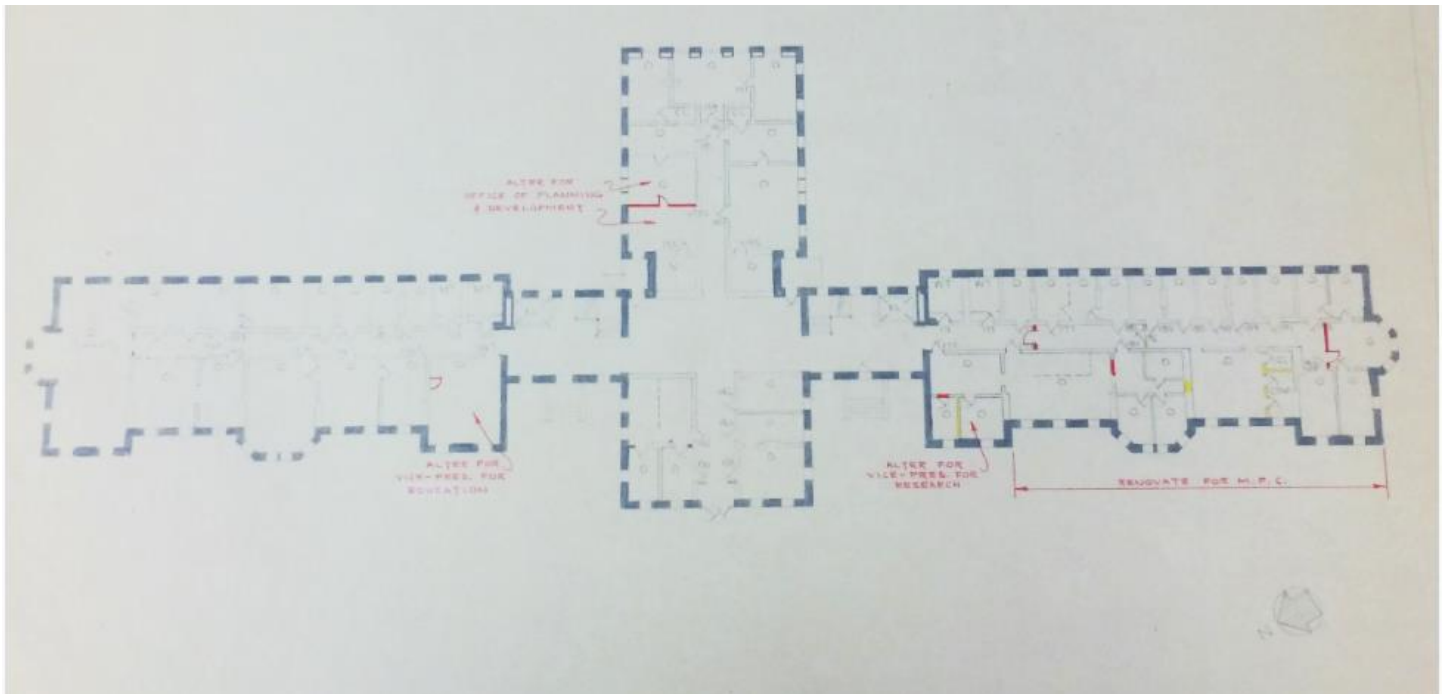 ALTER FOR
OFFICE OF PLANNING
& DEVELOPMENT
ALTER FOR
VICE-PRES. FOR
EDUCATION
ALTER FOR
VICE-PRES. FOR
RESEARCH
RENOVATE FOR M.F.C.
N